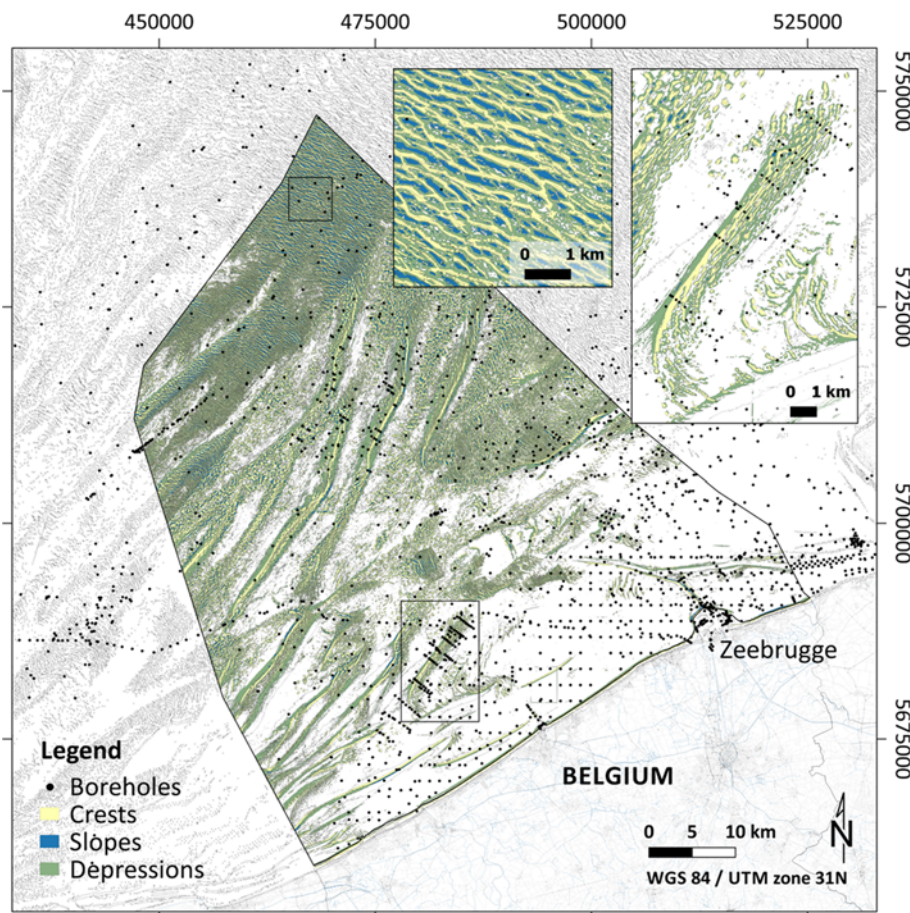 450000 475000 500000 525000
5750000
5725000
5700000
5675000
0 1 km
0 1 km
Zeebrugge
BELGIUM
Legend
Boreholes
Crests
Slopes
Depressions
0 5 10 km
N
WGS 84 / UTM zone 31N